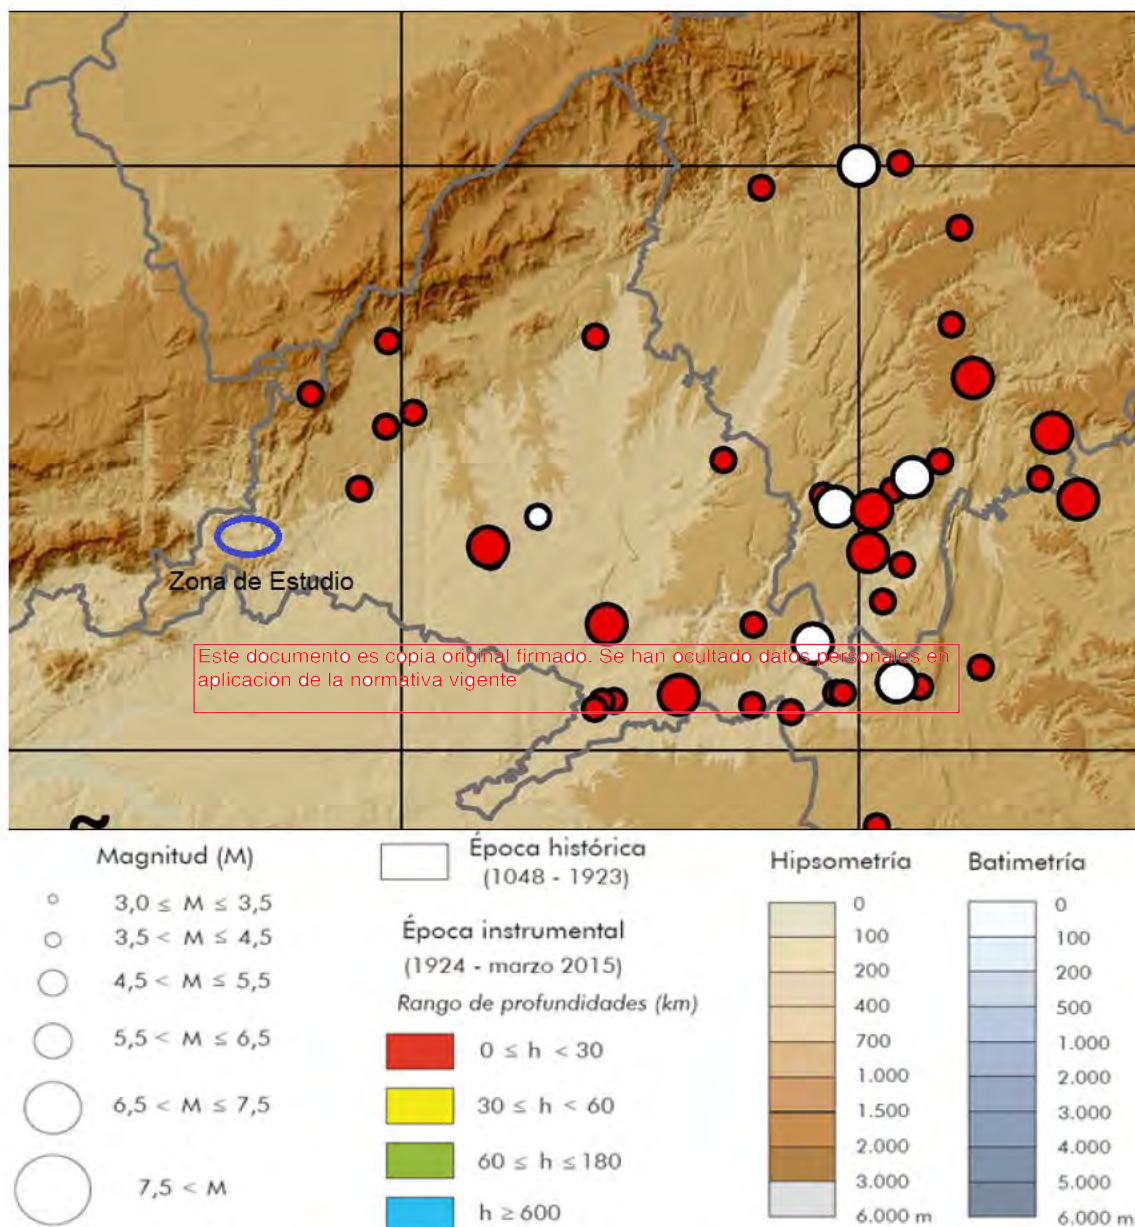 Zona de Estudio
Este documento es copia original firmado. Se han ocultado datos personales en
aplicación de la normativa vigente
Magnitud (M)
3,0 ≤ M ≤ 3,5
3,5 < M ≤ 4,5
4,5 < M ≤ 5,5
5,5 < M ≤ 6,5
6,5 < M ≤ 7,5
7,5 < M
Época histórica
(1048 - 1923)
Época instrumental
(1924 - marzo 2015)
Rango de profundidades (km)
0 ≤ h < 30
30 ≤ h < 60
60 ≤ h ≤ 180
h ≥ 600
Hipsometría
0
100
200
400
700
1.000
1.500
2.000
3.000
6.000 m
Batimetría
0
100
200
500
1.000
2.000
3.000
4.000
5.000
6.000 m